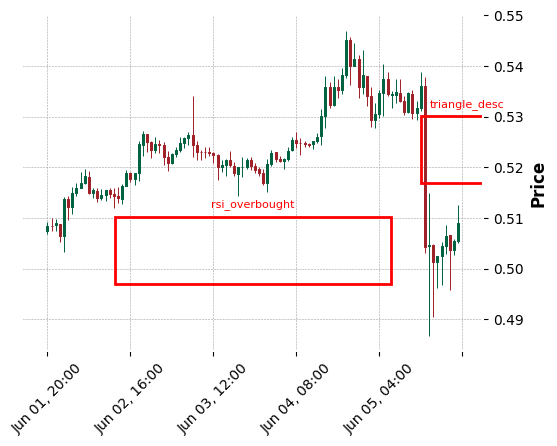 0.55
0.54
triangle_desc
0.53
0.52
Price
rsi_overbought
0.51
0.50
0.49
Jun 01, 20:00
Jun 02, 16:00
Jun 03, 12:00
Jun 04, 08:00
Jun 05, 04:00